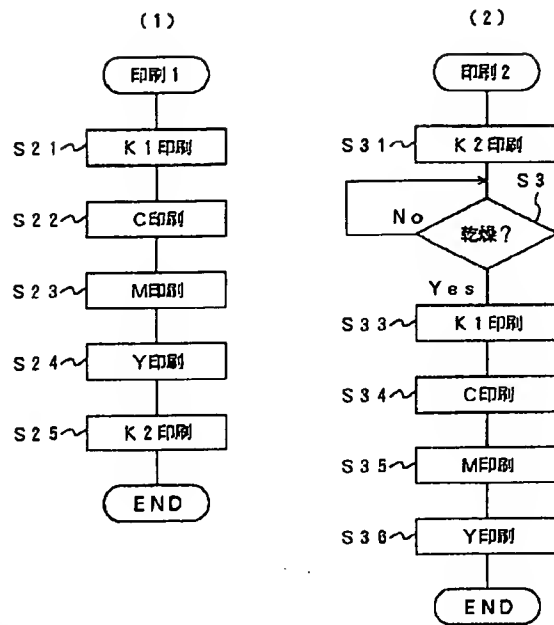 (1)
印刷1
S21
K1印刷
S22
C印刷
S23
M印刷
S24
Y印刷
S25
K2印刷
END
(2)
印刷2
S31
K2印刷
S3
No
乾燥?
Yes
S33
K1印刷
S34
C印刷
S35
M印刷
S36
Y印刷
END